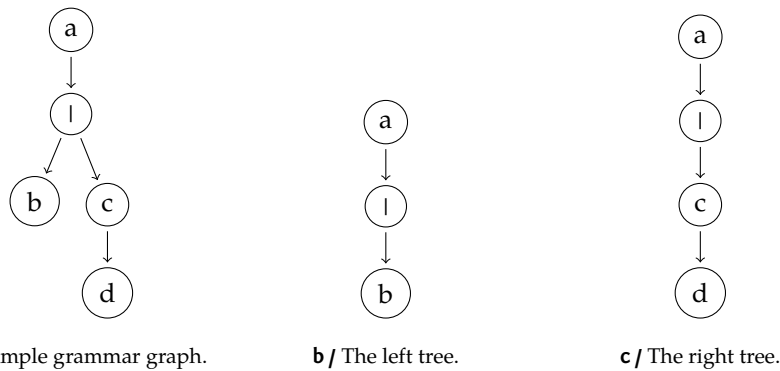 a
a
|
a
|
b
c
|
c
d
b
d
mple grammar graph.
b / The left tree.
c / The right tree.